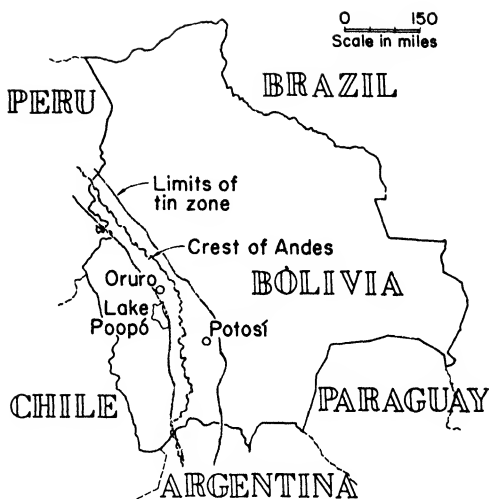 0 150
Scale in miles
BRAZIL
PERU
Limits of
tin zone
Crest of Andes
Oruro
BOLIVIA
Lake
Poopó
Potosí
CHILE
PARAGUAY
ARGENTINA